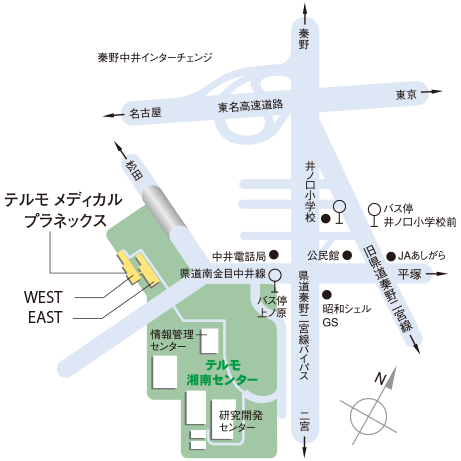 秦野
秦野中井インターチェンジ
東京
東名高速道路
名古屋
松田
井ノ口小学校
テルモ メディカル
プラネックス
バス停
井ノ口小学校前
中井電話局
公民館
JAあしがら
県道南金目中井線
平塚
旧県道秦野二宮線
WEST
EAST
バス停
上ノ原
県道秦野二宮線バイパス
昭和シェル
GS
情報管理
センター
テルモ
湘南センター
N
研究開発
センター
二宮